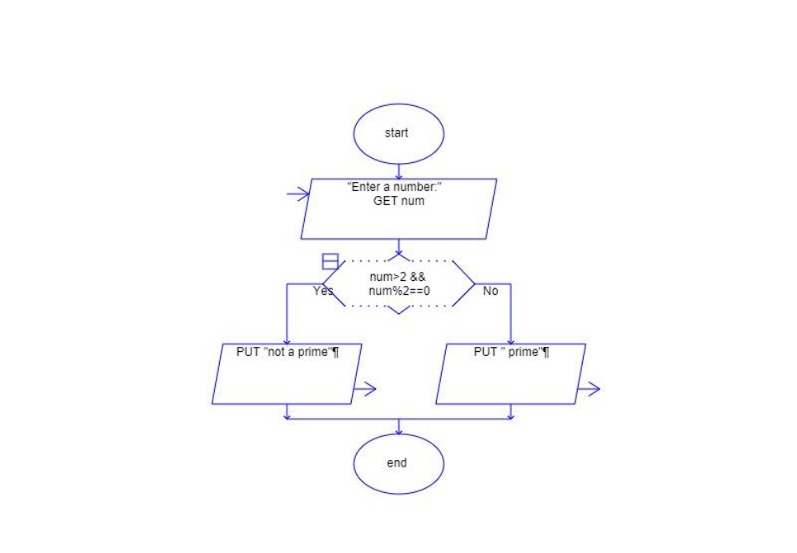 start
"Enter a number:"
GET num
num>2 &&
num%2==0
Yes
No
PUT "not a prime"¶
PUT " prime"¶
end